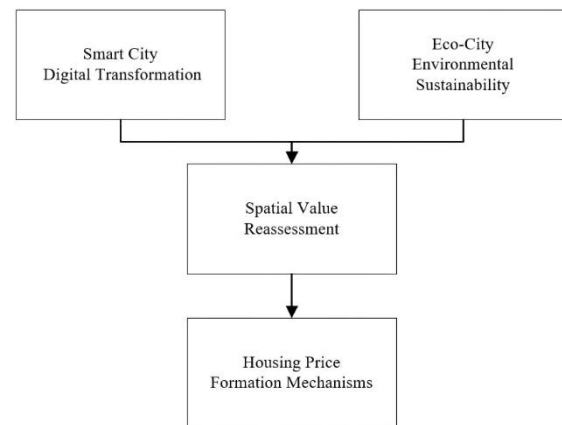 Smart City
Digital Transformation
Eco-City
Environmental
Sustainability
Spatial Value
Reassessment
Housing Price
Formation Mechanisms